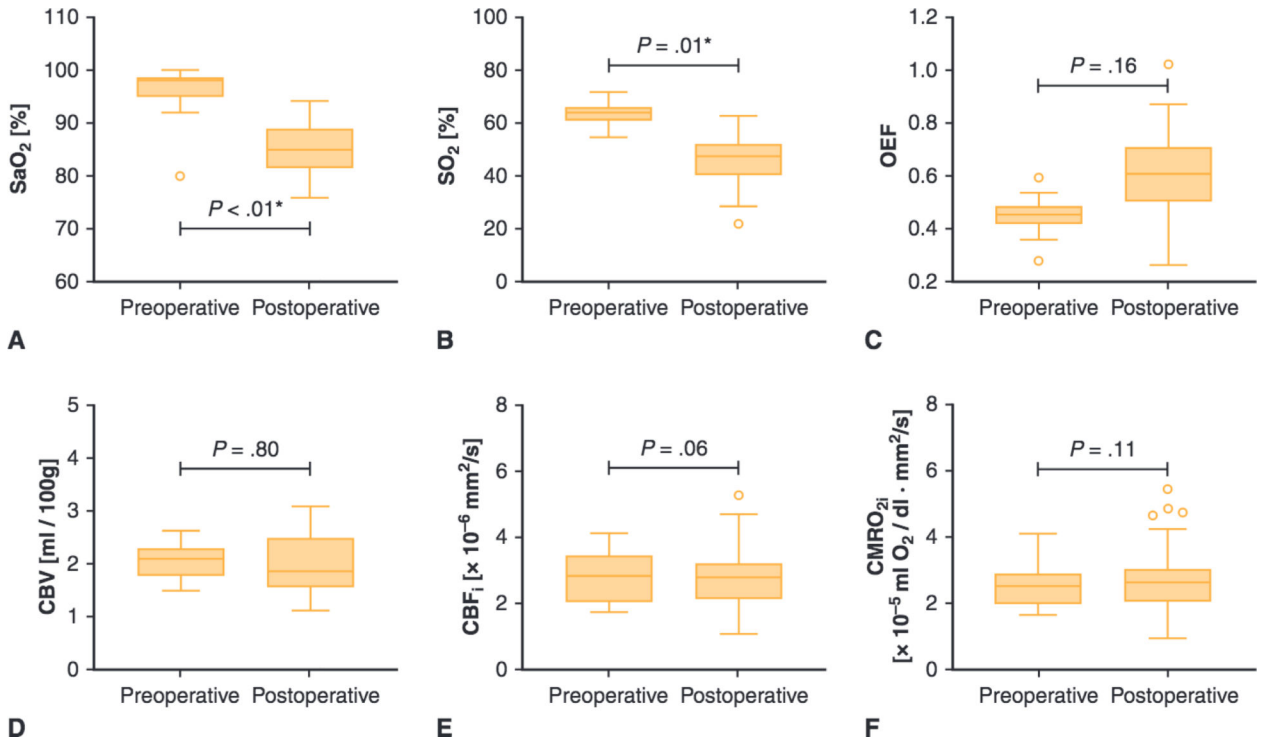 110
100
90
80
70
60
SaO2 [%]
P < .01*
Preoperative Postoperative
A
100
80
60
40
20
0
SO2 [%]
P = .01*
Preoperative Postoperative
B
1.2
1.0
0.8
0.6
0.4
0.2
OEF
P = .16
Preoperative Postoperative
C
5
4
3
2
1
0
CBV [ml / 100g]
P = .80
Preoperative Postoperative
D
8
6
4
2
0
CBFi [× 10–6 mm2/s]
P = .06
Preoperative Postoperative
E
8
6
4
2
0
CMRO2i
[× 10–5 ml O2 / dl · mm2/s]
P = .11
Preoperative Postoperative
F